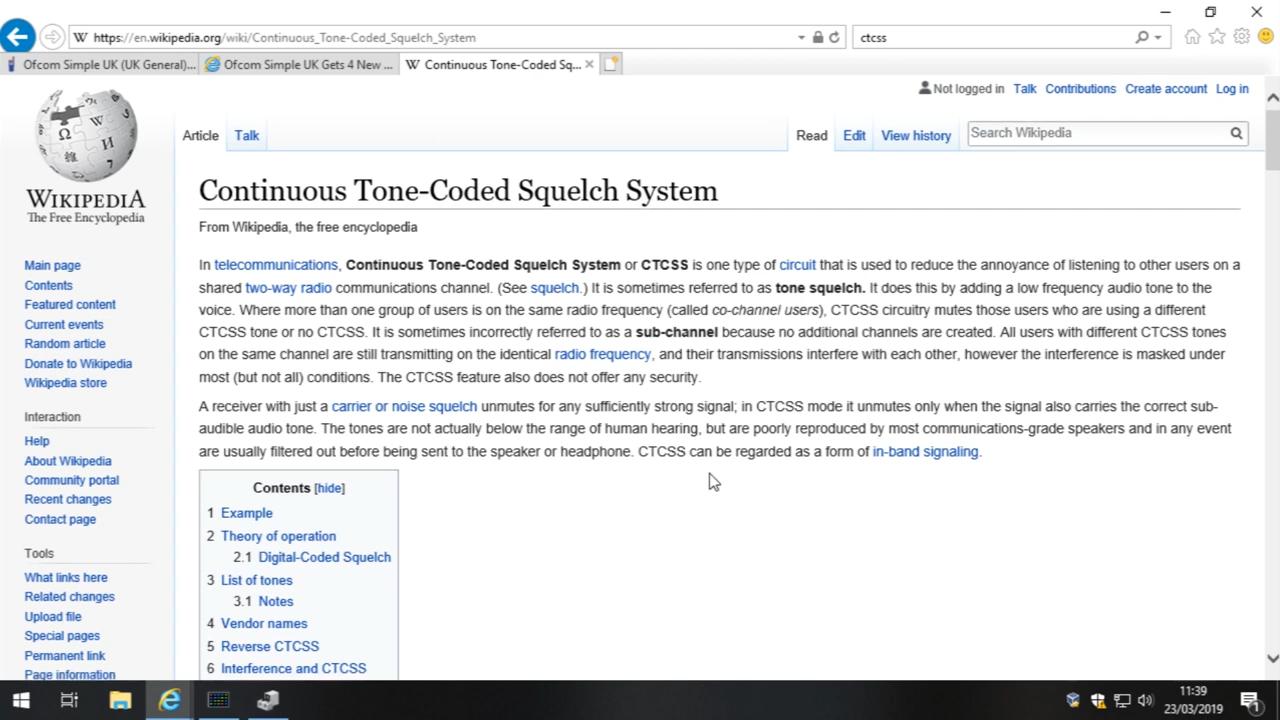 https://en.wikipedia.org/wiki/Continuous_Tone-Coded_Squelch_System
ctcss
Ofcom Simple UK (UK General)...
Ofcom Simple UK Gets 4 New ...
Continuous Tone-Coded Sq...
Not logged in Talk Contributions Create account Log in
Article Talk
Read Edit View history
Search Wikipedia
WIKIPEDIA
The Free Encyclopedia
Main page
Contents
Featured content
Current events
Random article
Donate to Wikipedia
Wikipedia store
Interaction
Help
About Wikipedia
Community portal
Recent changes
Contact page
Tools
What links here
Related changes
Upload file
Special pages
Permanent link
Page information
Continuous Tone-Coded Squelch System
From Wikipedia, the free encyclopedia
In telecommunications, Continuous Tone-Coded Squelch System or CTCSS is one type of circuit that is used to reduce the annoyance of listening to other users on a
shared two-way radio communications channel. (See squelch.) It is sometimes referred to as tone squelch. It does this by adding a low frequency audio tone to the
voice. Where more than one group of users is on the same radio frequency (called co-channel users), CTCSS circuitry mutes those users who are using a different
CTCSS tone or no CTCSS. It is sometimes incorrectly referred to as a sub-channel because no additional channels are created. All users with different CTCSS tones
on the same channel are still transmitting on the identical radio frequency, and their transmissions interfere with each other, however the interference is masked under
most (but not all) conditions. The CTCSS feature also does not offer any security.
A receiver with just a carrier or noise squelch unmutes for any sufficiently strong signal; in CTCSS mode it unmutes only when the signal also carries the correct sub-
audible audio tone. The tones are not actually below the range of human hearing, but are poorly reproduced by most communications-grade speakers and in any event
are usually filtered out before being sent to the speaker or headphone. CTCSS can be regarded as a form of in-band signaling.
Contents [hide]
1 Example
2 Theory of operation
2.1 Digital-Coded Squelch
3 List of tones
3.1 Notes
4 Vendor names
5 Reverse CTCSS
6 Interference and CTCSS
11:39
23/03/2019
1